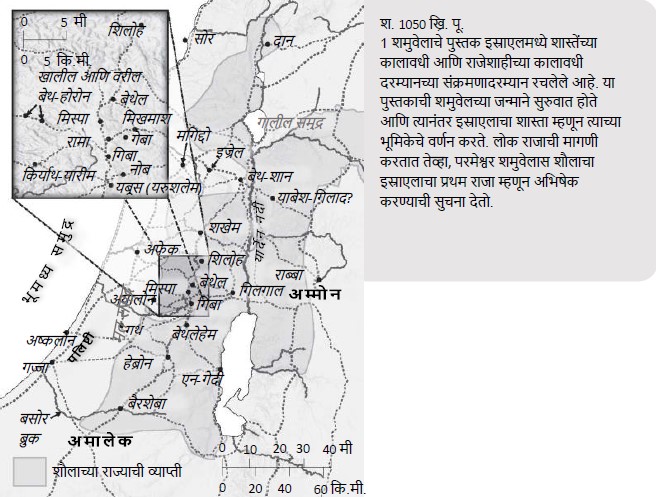 श. 1050 ख्रि. पू.
1 शमुवेलाचे पुस्तक इस्राएलमध्ये शास्तेंच्या
कालावधी आणि राजेशाहीच्या कालावधी
दरम्यानच्या संक्रमणादरम्यान रचलेले आहे. या
पुस्तकाची शमुवेलच्या जन्माने सुरुवात होते
आणि त्यानंतर इस्राएलाचा शास्ता म्हणून त्याच्या
भूमिकेचे वर्णन करते. लोक राजाची मागणी
करतात तेव्हा, परमेश्वर शमुवेलास शौलाचा
इस्राएलाचा प्रथम राजा म्हणून अभिषेक
करण्याची सुचना देतो.
0 5 मी
0 5 कि.मी.
शिलोह
खालील आणि वरील
बेथ-होरोन
बेथेल
मिस्पा
मिखमाश
रामा
गेबा
गिबा
नोब
किर्याथ-यारीम
यबूस (यरुशलेम)
सोर
दान
गालील समुद्र
मगिद्दो
इज्रेल
बेथ-शान
याबेश-गिलाद?
यार्देन नदी
शखेम
भूमध्य समुद्र
अफेक
शिलोह
राब्बा
मिस्पा
बेथेल
गिलगाल
अम्मोन
अयालोन
गिबा
गथ
अष्कलोन
पलिष्टी
बेथलेहेम
गज्जा
हेब्रोन
एन-गेदी
बैरशेबा
बसोर
ब्रुक
अमालेक
0 10 20 30 40 मी
शौलाच्या राज्याची व्याप्ती
0 20 40 60 कि.मी.